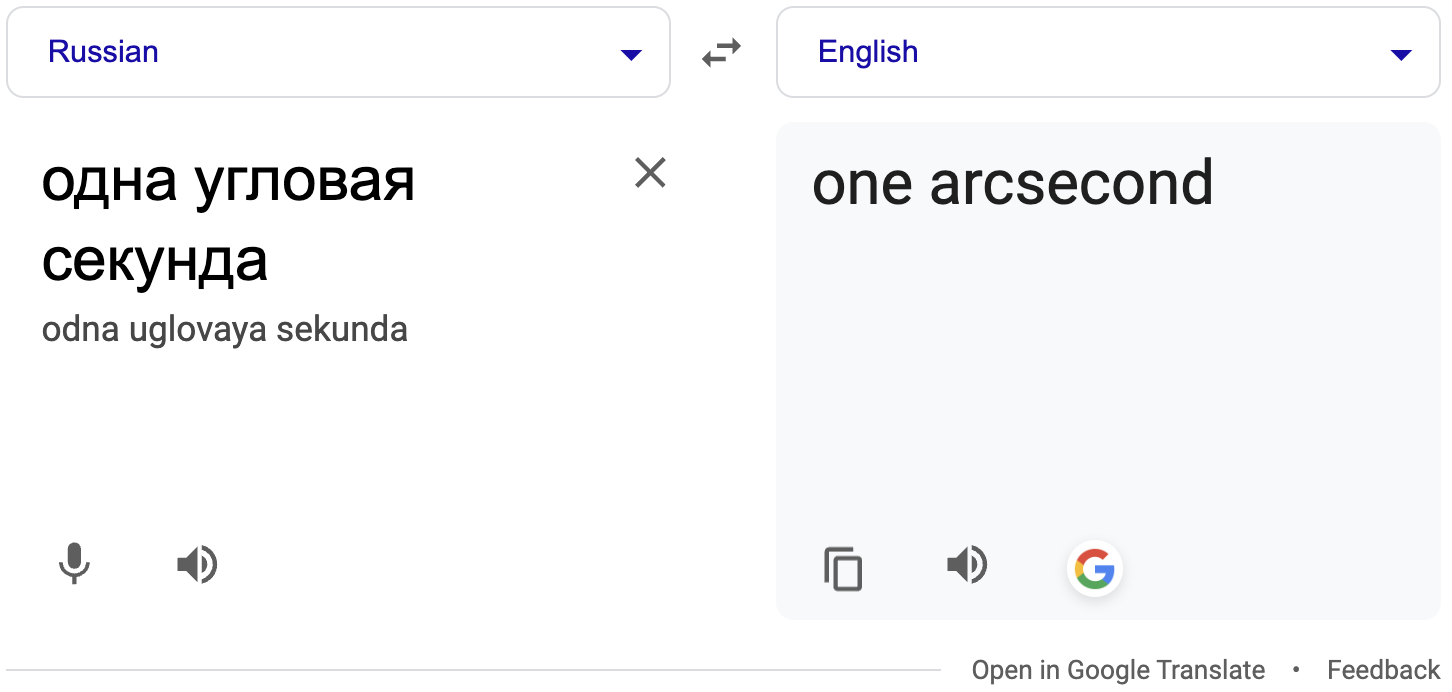 Russian
English
одна угловая
секунда
odna uglovaya sekunda
one arcsecond
Open in Google Translate • Feedback